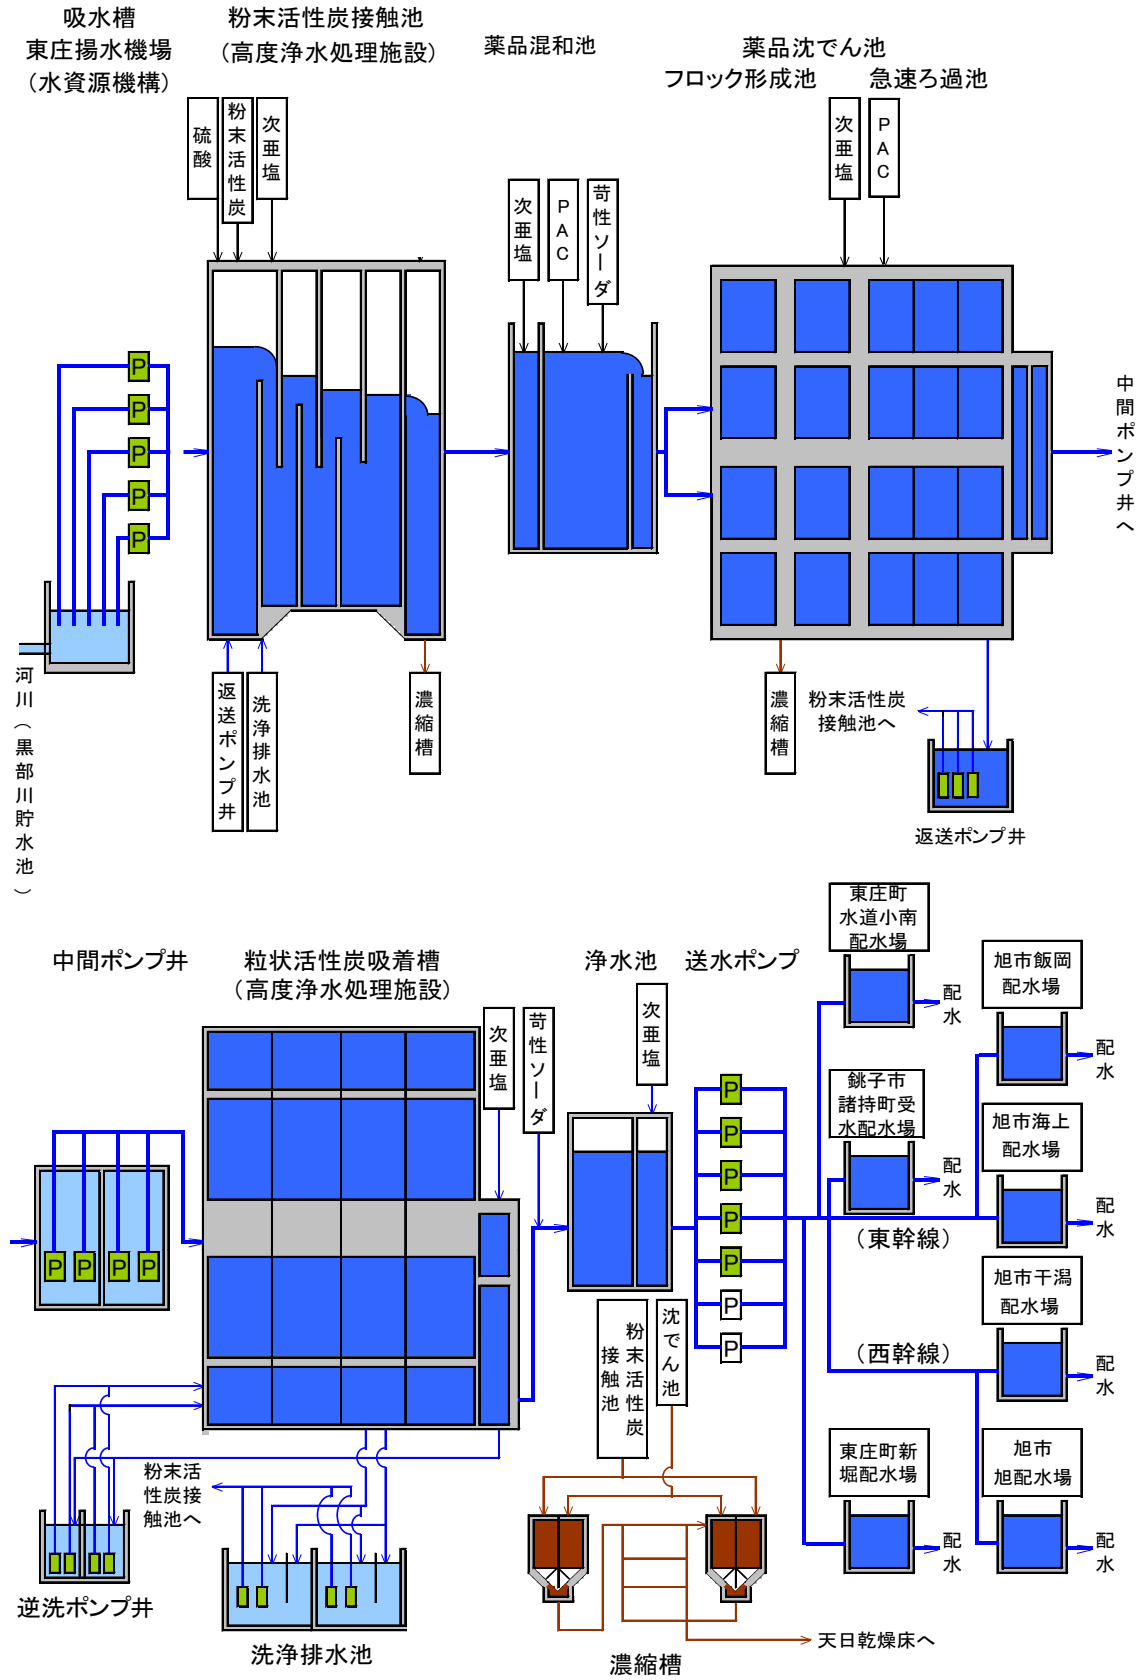 吸水槽
東庄揚水機場
（水資源機構）
粉末活性炭接触池
（高度浄水処理施設）
薬品混和池
薬品沈でん池
フロック形成池
急速ろ過池
硫酸
粉末活性炭
次亜塩
次亜塩
PAC
苛性ソーダ
次亜塩
PAC
P
P
P
P
P
中間ポンプ井へ
河川（黒部川貯水池）
返送ポンプ井
洗浄排水池
濃縮槽
濃縮槽
粉末活性炭
接触池へ
返送ポンプ井
中間ポンプ井
粒状活性炭吸着槽
（高度浄水処理施設）
浄水池
送水ポンプ
東庄町
水道小南
配水場
配水
旭市飯岡
配水場
配水
次亜塩
苛性ソーダ
次亜塩
銚子市
諸持町受
水配水場
配水
旭市海上
配水場
配水
P
P
P
P
P
P
P
P
P
P
P
（東幹線）
旭市干潟
配水場
配水
（西幹線）
粉末活性炭
接触池
沈でん池
東庄町新
堀配水場
配水
旭市
旭配水場
配水
粉末活
性炭接
触池へ
逆洗ポンプ井
洗浄排水池
濃縮槽
天日乾燥床へ